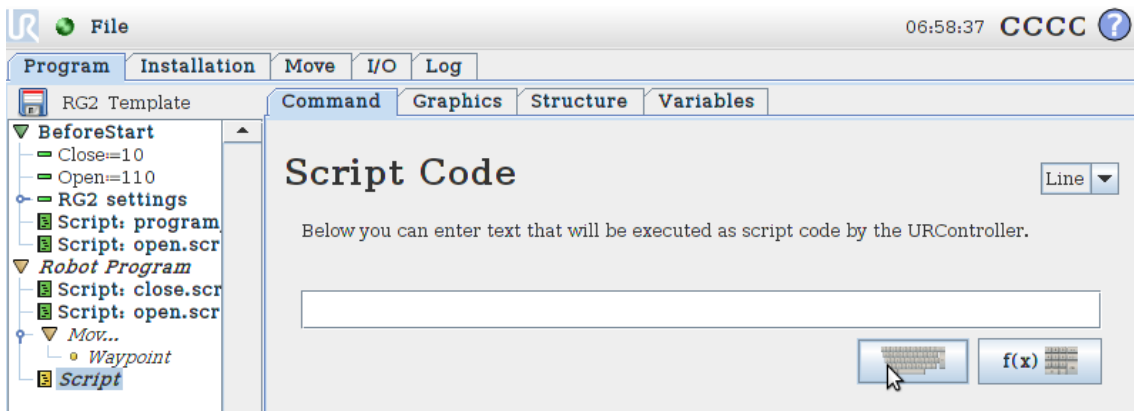 UR File 06:58:37 CCCC ?
Program Installation Move I/O Log
RG2 Template Command Graphics Structure Variables
BeforeStart
Close≔10
Open≔110
RG2 settings
Script: program
Script: open.scr
Robot Program
Script: close.scr
Script: open.scr
Mov...
Waypoint
Script
Script Code
Line
Below you can enter text that will be executed as script code by the URController.
f(x)